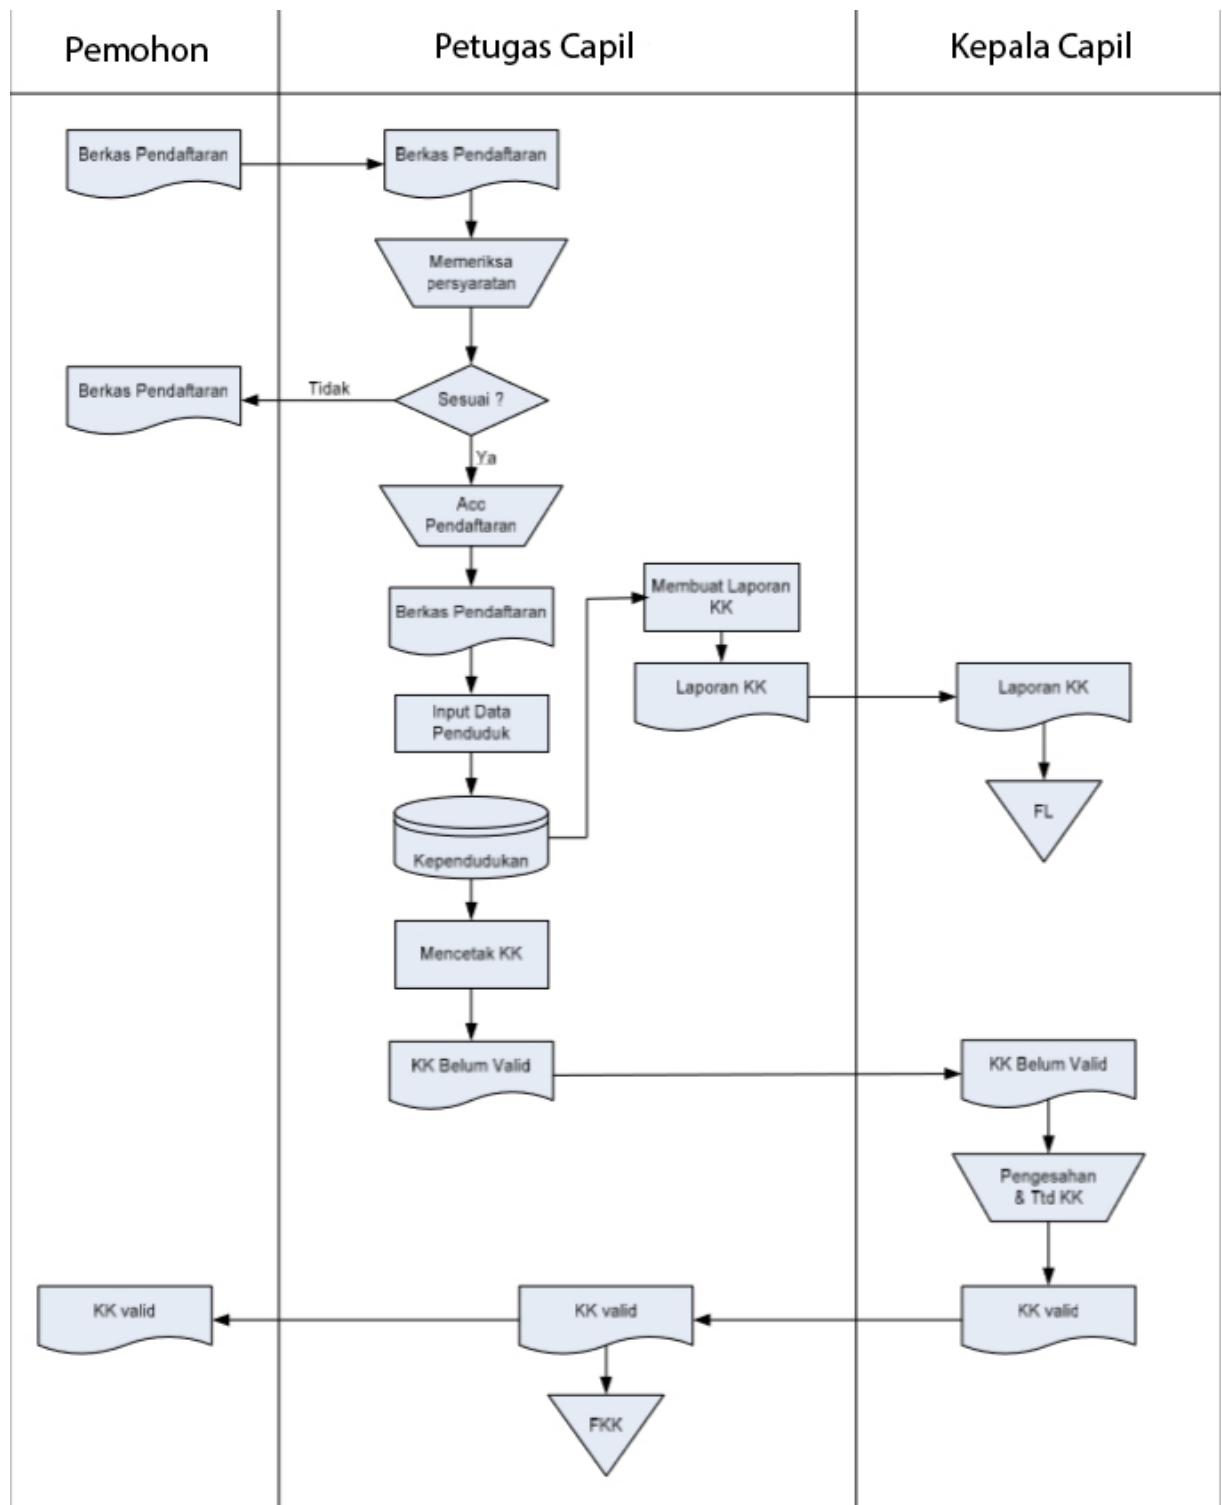 Pemohon
Petugas Capil
Kepala Capil
Berkas Pendaftaran
Berkas Pendaftaran
Memeriksa
persyaratan
Berkas Pendaftaran
Tidak
Sesuai ?
Ya
Acc
Pendaftaran
Berkas Pendaftaran
Membuat Laporan
KK
Laporan KK
Laporan KK
Input Data
Penduduk
FL
Kependudukan
Mencetak KK
KK Belum Valid
KK Belum Valid
Pengesahan
& Ttd KK
KK valid
KK valid
KK valid
FKK